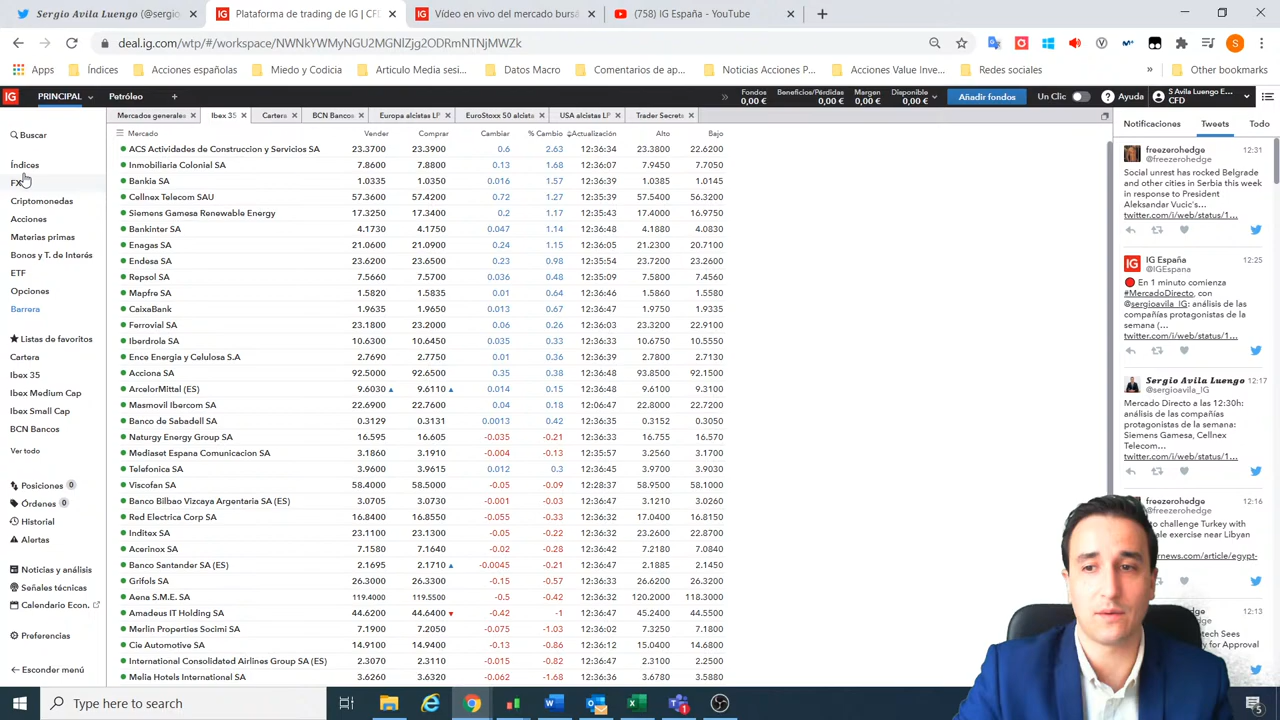 Sergio Avila Luengo (@sergio
Plataforma de trading de IG | CFD
Vídeo en vivo del mercado bursá
(758) IG España - YouTube
deal.ig.com/wtp/#/workspace/NWNkYWMyNGU2MGNlZjg2ODRmNTNjMWZk
Apps
Índices
Acciones españolas
Miedo y Codicia
Articulo Media sesi...
Datos Macro
Comentarios de ap...
Noticias Acciones P...
Acciones Value Inve...
Redes sociales
Other bookmarks
IG
PRINCIPAL
Petróleo
Fondos 0,00 €
Beneficios/Pérdidas 0,00 €
Margen 0,00 €
Disponible 0,00 €
Añadir fondos
Un Clic
Ayuda
S Avila Luengo E...
CFD
Mercados alcistas
Ibex 35
Cartera
BCN Bancos
Europa alcistas LP
EuroStoxx 50 alcista
USA alcistas LP
Trader Secrets
Notificaciones
Tweets
Todo
Buscar
Índices
FX
Criptomonedas
Acciones
Materias primas
Bonos y T. de Interés
ETF
Opciones
Barrera
Listas de favoritos
Cartera
Ibex 35
Ibex Medium Cap
Ibex Small Cap
BCN Bancos
Ver todo
Posiciones 0
Órdenes 0
Historial
Alertas
Noticias y análisis
Señales técnicas
Calendario Econ.
Preferencias
Esconder menú
Mercado Vender Comprar Cambiar % Cambio Actualización Alto Bajo
ACS Actividades de Construccion y Servicios SA 23.3700 23.3900 0.6 2.63 12:36:34 23.3800 22.6200
Inmobiliaria Colonial SA 7.8600 7.8800 0.13 1.68 12:36:07 7.9450 7.7050
Bankia SA 1.0335 1.0350 0.016 1.57 12:36:39 1.0385 1.0145
Cellnex Telecom SAU 57.3600 57.4200 0.72 1.27 12:36:39 57.5400 56.3200
Siemens Gamesa Renewable Energy 17.3250 17.3400 0.2 1.17 12:35:43 17.4000 16.9750
Bankinter SA 4.1730 4.1750 0.047 1.14 12:36:48 4.1880 4.0830
Enagas SA 21.0600 21.0900 0.24 1.15 12:36:05 21.2300 20.7100
Endesa SA 23.6200 23.6500 0.23 0.98 12:35:54 23.7200 23.2600
Repsol SA 7.5660 7.5700 0.036 0.48 12:35:09 7.5800 7.4560
Mapfre SA 1.5820 1.5840 0.01 0.64 12:36:46 1.5860 1.5580
CaixaBank 1.9635 1.9650 0.013 0.67 12:36:47 1.9750 1.9335
Ferrovial SA 23.1800 23.2000 0.06 0.26 12:36:03 23.3200 22.9100
Iberdrola SA 10.6300 10.6450 0.035 0.33 12:36:44 10.6750 10.5550
Ence Energia y Celulosa S.A 2.7690 2.7750 0.01 0.36 12:36:39 2.7800 2.7130
Acciona SA 92.5000 92.6500 0.35 0.38 12:36:48 93.8500 92.1500
ArcelorMittal (ES) 9.6030 9.6110 0.014 0.15 12:36:48 9.6100 9.3100
Masmovil Ibercom SA 22.6900 22.7600 0.04 0.18 12:06:47 22.8000 22.7200
Banco de Sabadell SA 0.3129 0.3131 0.0013 0.42 12:36:39 0.3152 0.3050
Naturgy Energy Group SA 16.595 16.605 -0.035 -0.21 12:36:33 16.755 16.570
Mediaset Espana Comunicacion SA 3.1860 3.1910 -0.004 -0.13 12:35:57 3.2560 3.1700
Telefonica SA 3.9600 3.9615 0.012 0.3 12:36:45 3.9700 3.9030
Viscofan SA 58.4000 58.5000 -0.05 -0.09 12:28:37 58.9500 58.1000
Banco Bilbao Vizcaya Argentaria SA (ES) 3.0705 3.0730 -0.001 -0.03 12:36:47 3.1210 3.0260
Red Electrica Corp SA 16.8400 16.8550 -0.055 -0.33 12:36:32 17.0400 16.8150
Inditex SA 23.1100 23.1300 -0.05 -0.22 12:36:32 23.4100 22.8700
Acerinox SA 7.1580 7.1640 -0.02 -0.28 12:36:42 7.2180 7.0840
Banco Santander SA (ES) 2.1695 2.1710 -0.0045 -0.21 12:36:48 2.1885 2.1450
Grifols SA 26.3000 26.3300 -0.15 -0.57 12:36:29 26.6200 26.3200
Aena S.M.E. SA 119.4000 119.5500 -0.5 -0.42 12:36:32 120.2000 118.3000
Amadeus IT Holding SA 44.6200 44.6400 -0.42 -1 12:36:48 45.2400 44.5500
Merlin Properties Socimi SA 7.1900 7.2050 -0.075 -1.03 12:36:02 7.3250 7.1800
Cie Automotive SA 14.9100 14.9400 -0.13 -0.86 12:36:12 15.0400 14.6800
International Consolidated Airlines Group SA (ES) 2.3070 2.3110 -0.015 -0.82 12:36:29 2.3110 2.2500
Melia Hotels International SA 3.6260 3.6320 -0.062 -1.68 12:36:48 3.6780 3.5880
freezerohedge 12:31
@freezerohedge
Social unrest has rocked Belgrade
and other cities in Serbia this week
in response to President
Aleksandar Vucic's...
twitter.com/i/web/status/1...
IG España 12:25
@IGEspana
En 1 minuto comienza
#MercadoDirecto, con
@sergioavila_IG: análisis de las
compañías protagonistas de la
semana (...
twitter.com/i/web/status/1...
Sergio Avila Luengo 12:17
@sergioavila_IG
Mercado Directo a las 12:30h:
análisis de las compañías
protagonistas de la semana:
Siemens Gamesa, Cellnex
Telecom...
twitter.com/i/web/status/1...
freezerohedge 12:16
@freezerohedge
to challenge Turkey with
exercise near Libyan
ernews.com/article/egypt-
12:13
tech Sees
for Approval
Type here to search